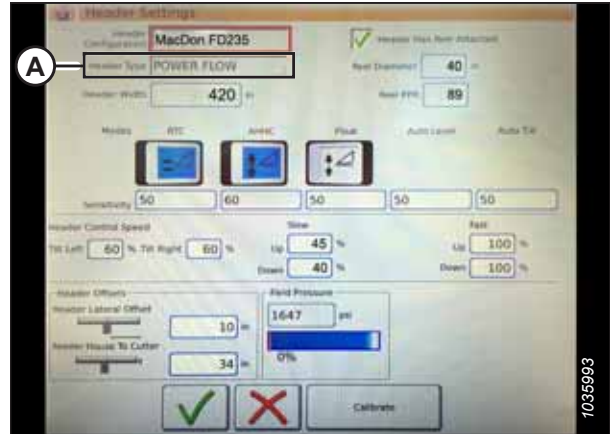 Header Settings
Header Configuration MacDon FD235
Header Has Reel Attached
A
Header Type POWER FLOW
Reel Diameter 40 in
Header Width 420 in
Reel PPR 89
Modes RTC AHHC Float Auto Level Auto Tilt
Sensitivity 50 60 50 50 50
Header Control Speed
Slow Fast
Tilt Left 60 % Tilt Right 60 % Up 45 % Up 100 %
Down 40 % Down 100 %
Header Offsets Field Pressure
Header Lateral Offset
10 in 1647 psi
Header House To Cutter
34 in 0%
Calibrate
1035993